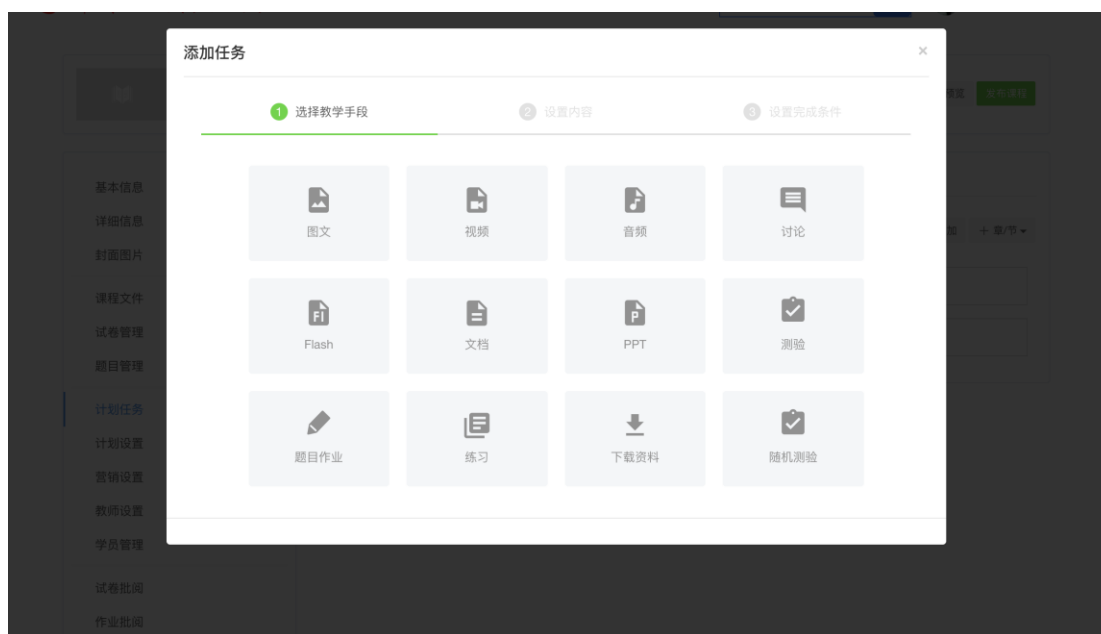 添加任务
×
1 选择教学手段
2 设置内容
3 设置完成条件
发布课程
基本信息
详细信息
封面图片
课程文件
试卷管理
题目管理
计划任务
计划设置
营销设置
教师设置
学员管理
试卷批阅
作业批阅
图文
视频
音频
讨论
Flash
文档
PPT
测验
题目作业
练习
下载资料
随机测验
+ 章/节